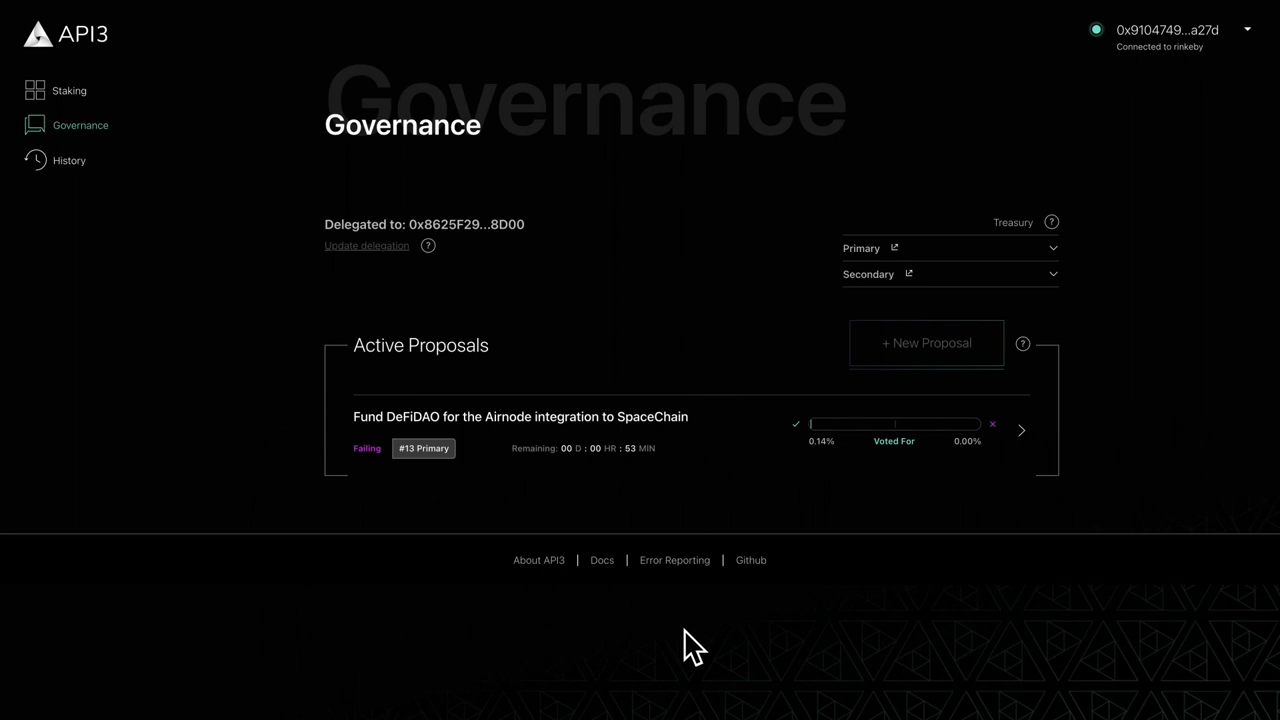 API3
0x9104749...a27d
Connected to rinkeby
Staking
Governance
History
Governance
Governance
Delegated to: 0x8625F29...8D00
Update delegation ?
Treasury ?
Primary
Secondary
Active Proposals
+ New Proposal ?
Fund DeFiDAO for the Airnode integration to SpaceChain
Failing #13 Primary Remaining: 00 D : 00 HR : 53 MIN
0.14% Voted For 0.00%
About API3 | Docs | Error Reporting | Github